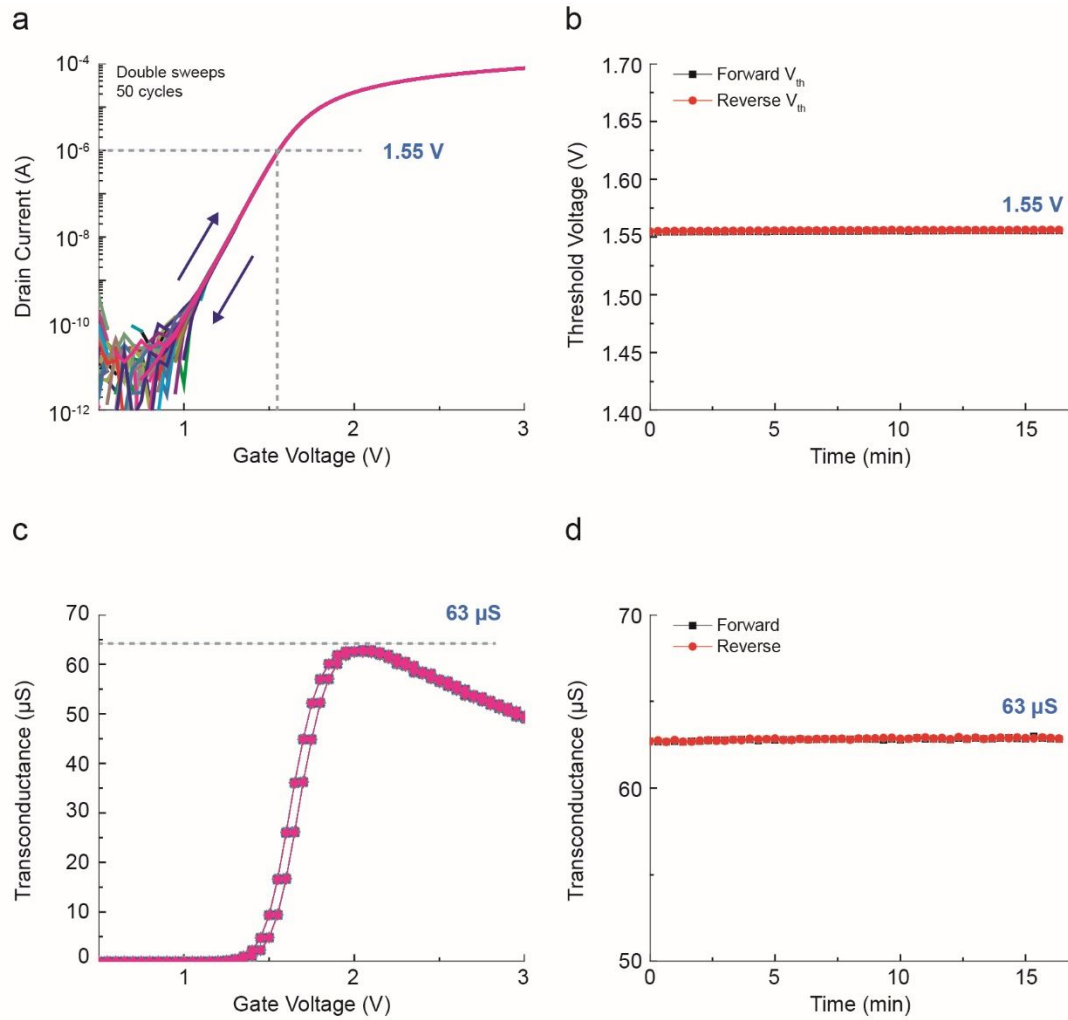 a
10⁻⁴
Double sweeps
50 cycles
10⁻⁶
1.55 V
10⁻⁸
10⁻¹⁰
10⁻¹²
1
2
3
Drain Current (A)
Gate Voltage (V)
b
1.70
Forward Vth
Reverse Vth
1.65
1.60
1.55 V
1.55
1.50
1.45
1.40
0
5
10
15
Threshold Voltage (V)
Time (min)
c
63 µS
70
60
50
40
30
20
10
0
1
2
3
Transconductance (µS)
Gate Voltage (V)
d
70
Forward
Reverse
63 µS
60
50
0
5
10
15
Transconductance (µS)
Time (min)